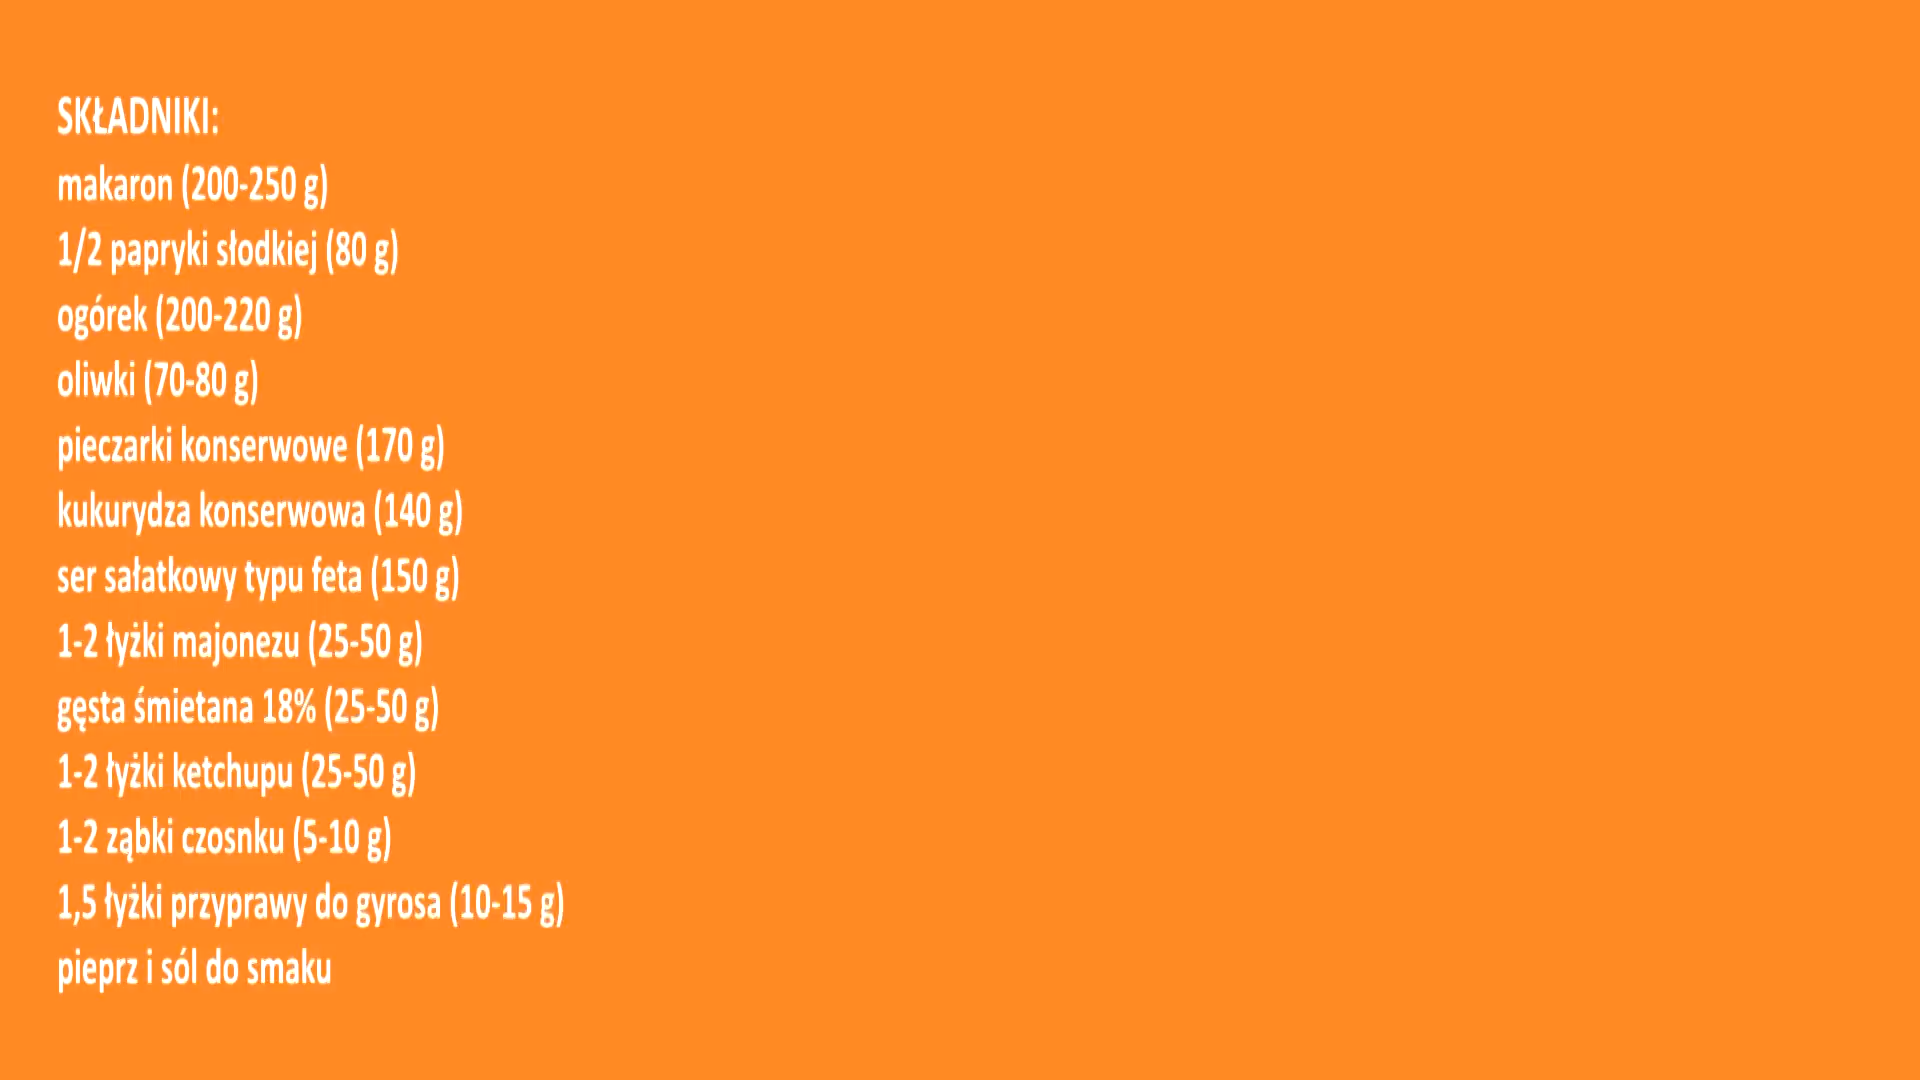 SKŁADNIKI:
makaron (200-250 g)
1/2 papryki słodkiej (80 g)
ogórek (200-220 g)
oliwki (70-80 g)
pieczarki konserwowe (170 g)
kukurydza konserwowa (140 g)
ser sałatkowy typu feta (150 g)
1-2 łyżki majonezu (25-50 g)
gęsta śmietana 18% (25-50 g)
1-2 łyżki ketchupu (25-50 g)
1-2 ząbki czosnku (5-10 g)
1,5 łyżki przyprawy do gyrosa (10-15 g)
pieprz i sól do smaku